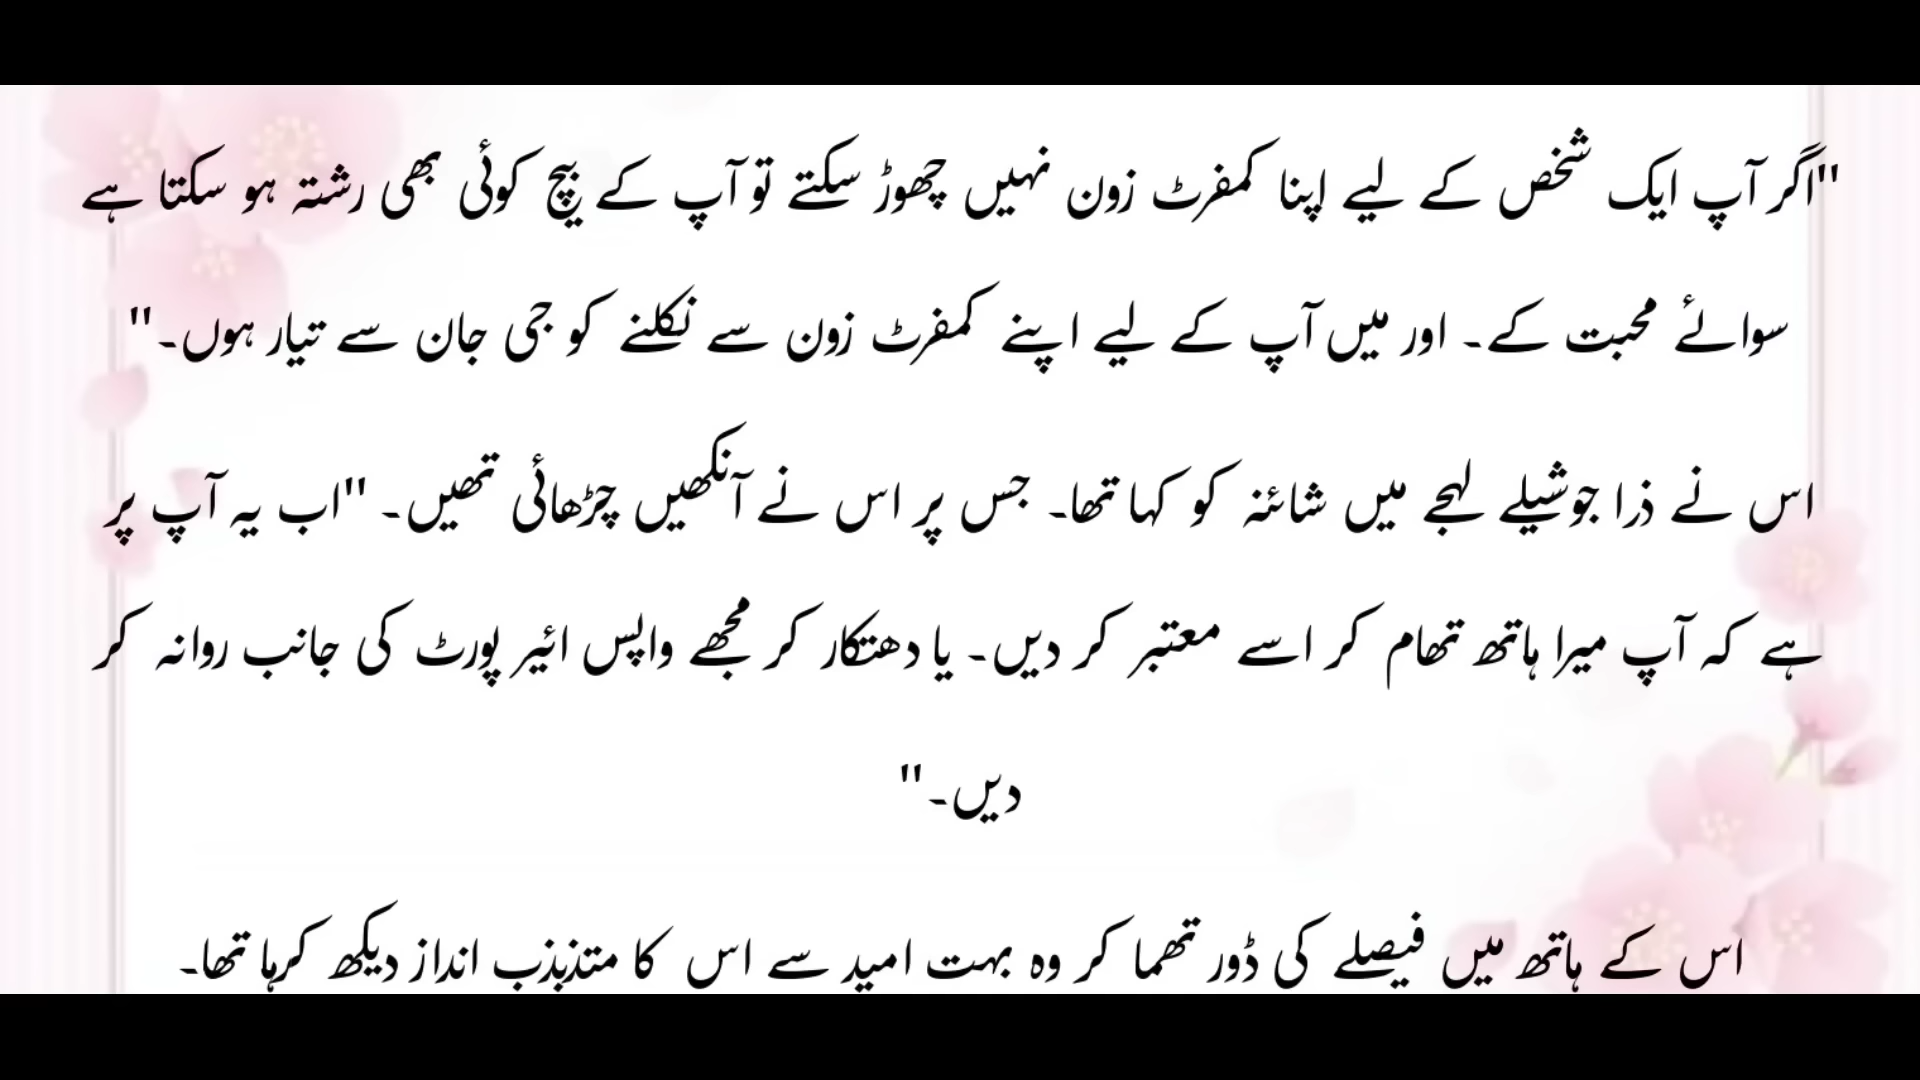 "اگر آپ ایک شخص کے لیے اپنا کمفرٹ زون نہیں چھوڑ سکتے تو آپ کے بیچ کوئی بھی رشتہ ہو سکتا ہے
سوائے محبت کے۔ اور میں آپ کے لیے اپنے کمفرٹ زون سے نکلنے کو جی جان سے تیار ہوں۔"
اس نے ذرا جوشیلے لہجے میں شائنہ کو کہا تھا۔ جس پر اس نے آنکھیں چڑھائی تھیں۔ "اب یہ آپ پر
ہے کہ آپ میرا ہاتھ تھام کر اسے معتبر کر دیں۔ یا دھتکار کر مجھے واپس ائیر پورٹ کی جانب روانہ کر
دیں۔"
اس کے ہاتھ میں فیصلے کی ڈور تھما کر وہ بہت امید سے اس کا متذبذب انداز دیکھ کرہا تھا۔